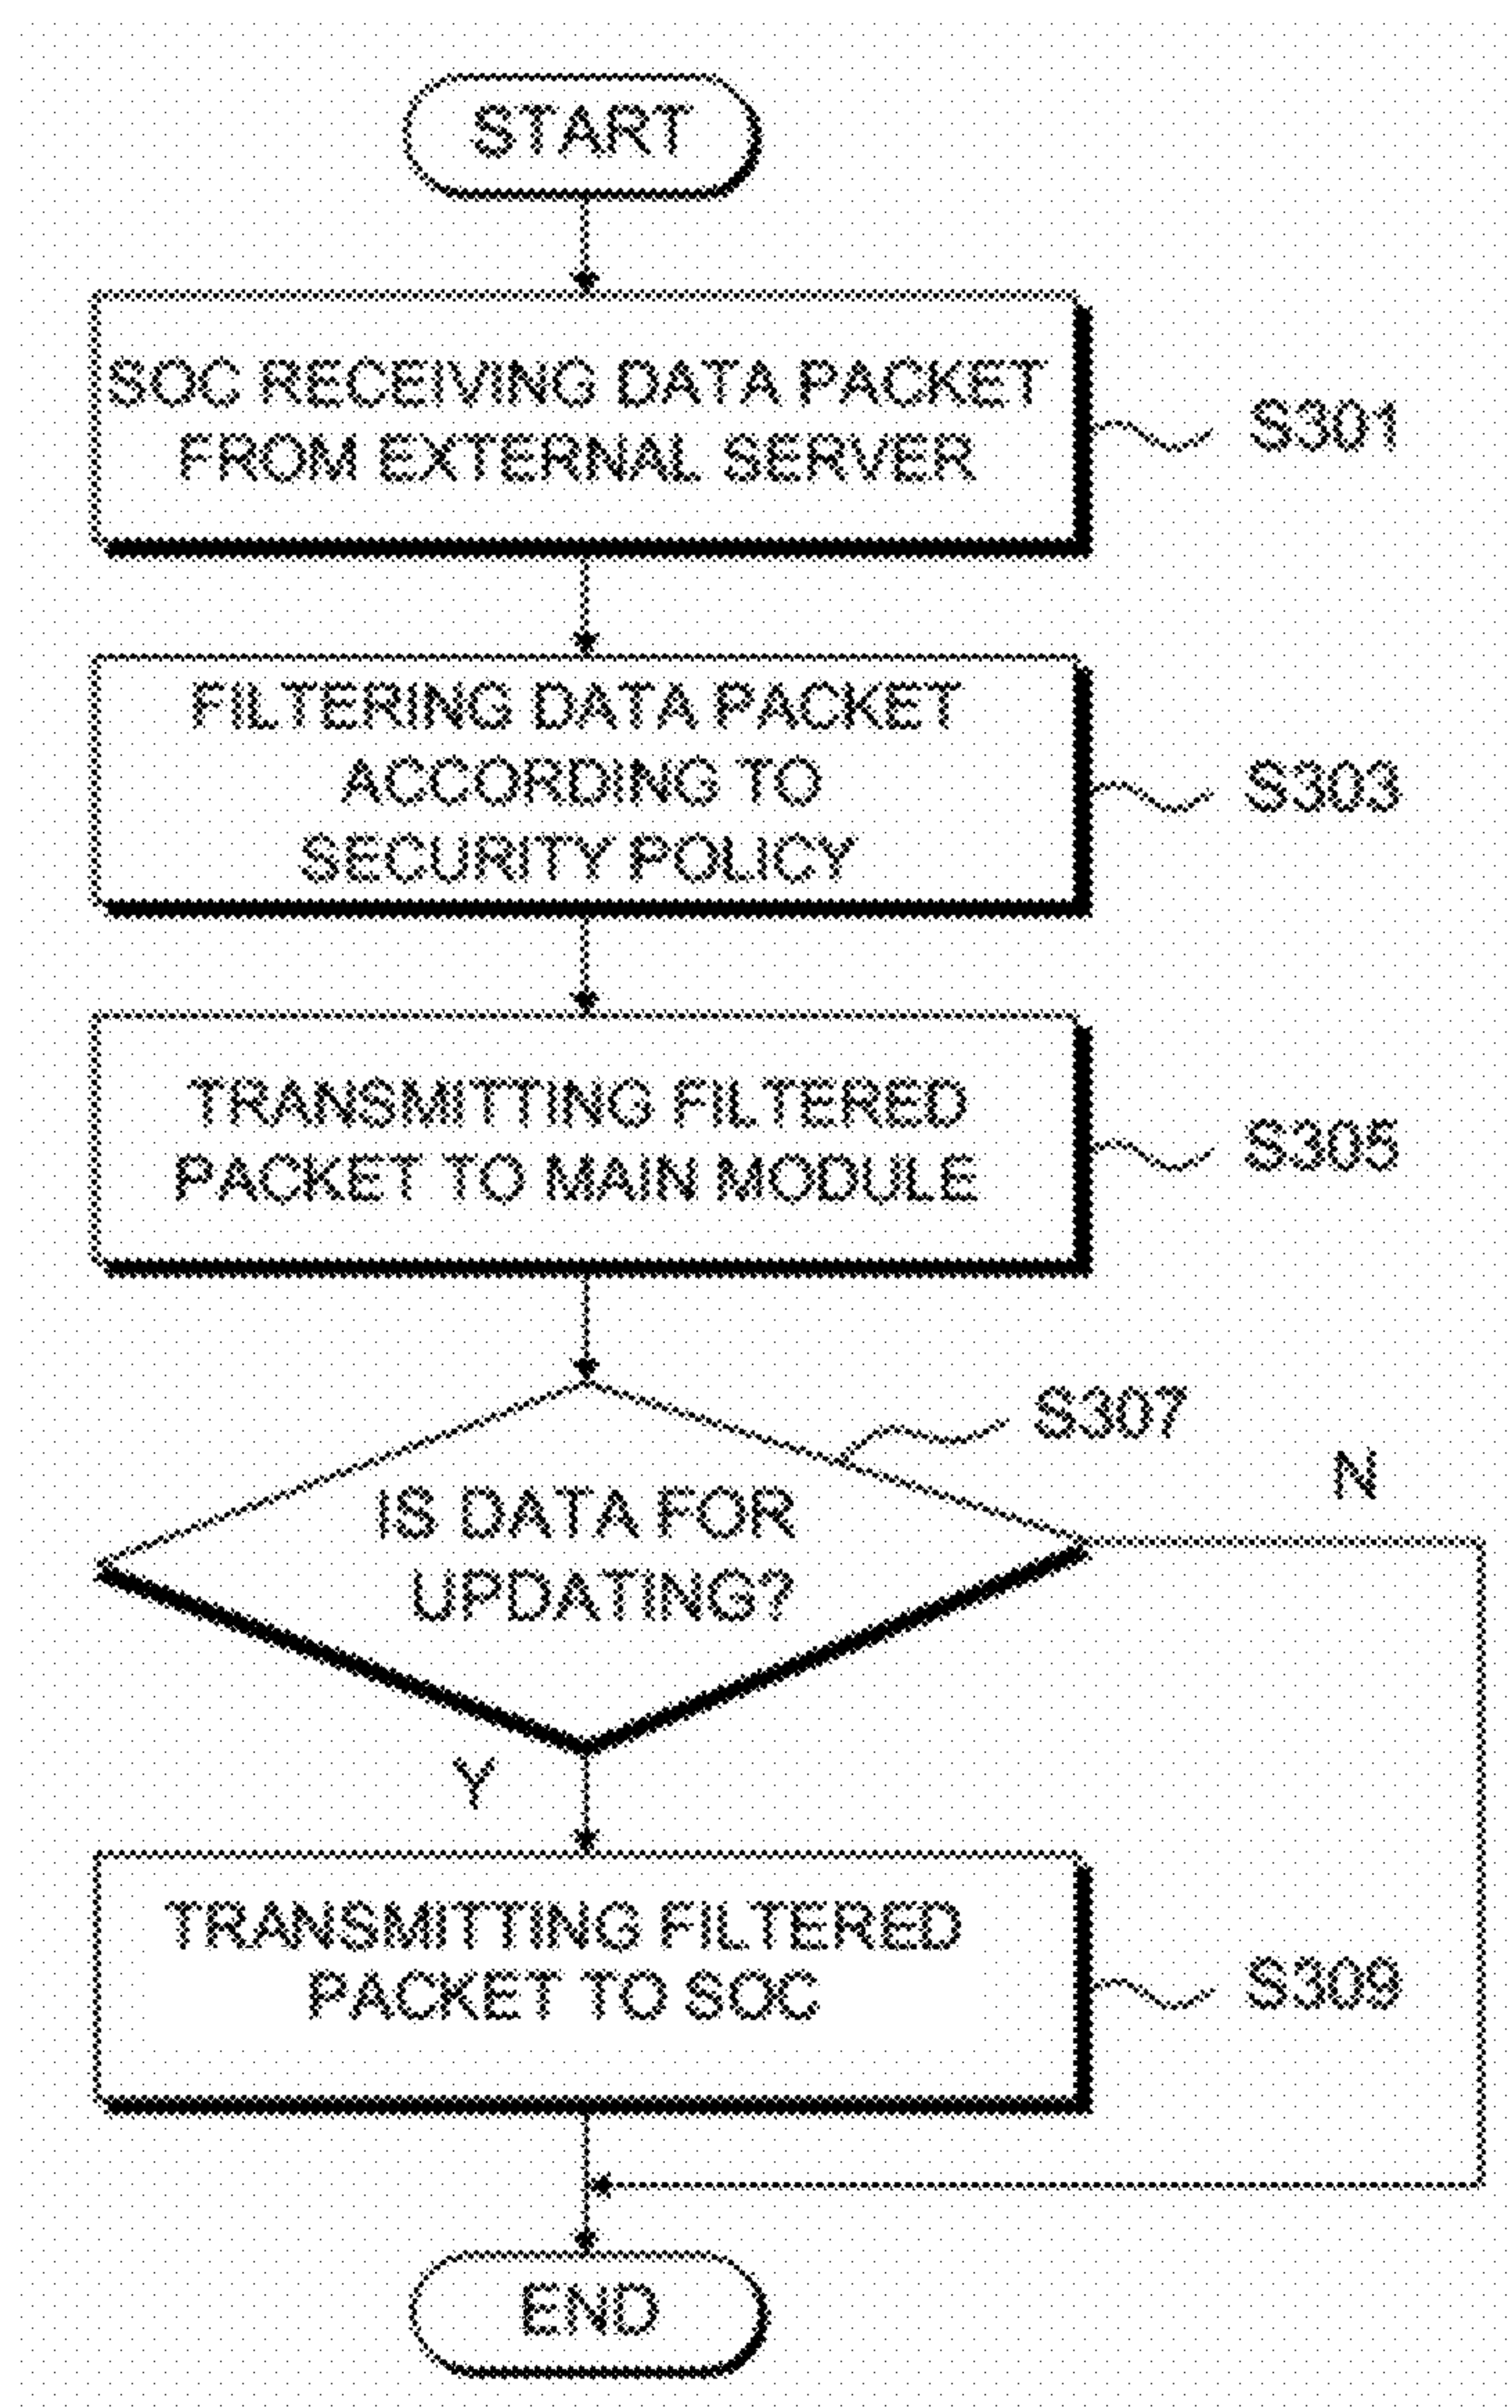 START
SOC RECEIVING DATA PACKET
FROM EXTERNAL SERVER
S301
FILTERING DATA PACKET
ACCORDING TO
SECURITY POLICY
S303
TRANSMITTING FILTERED
PACKET TO MAIN MODULE
S305
S307
N
IS DATA FOR
UPDATING?
Y
TRANSMITTING FILTERED
PACKET TO SOC
S309
END